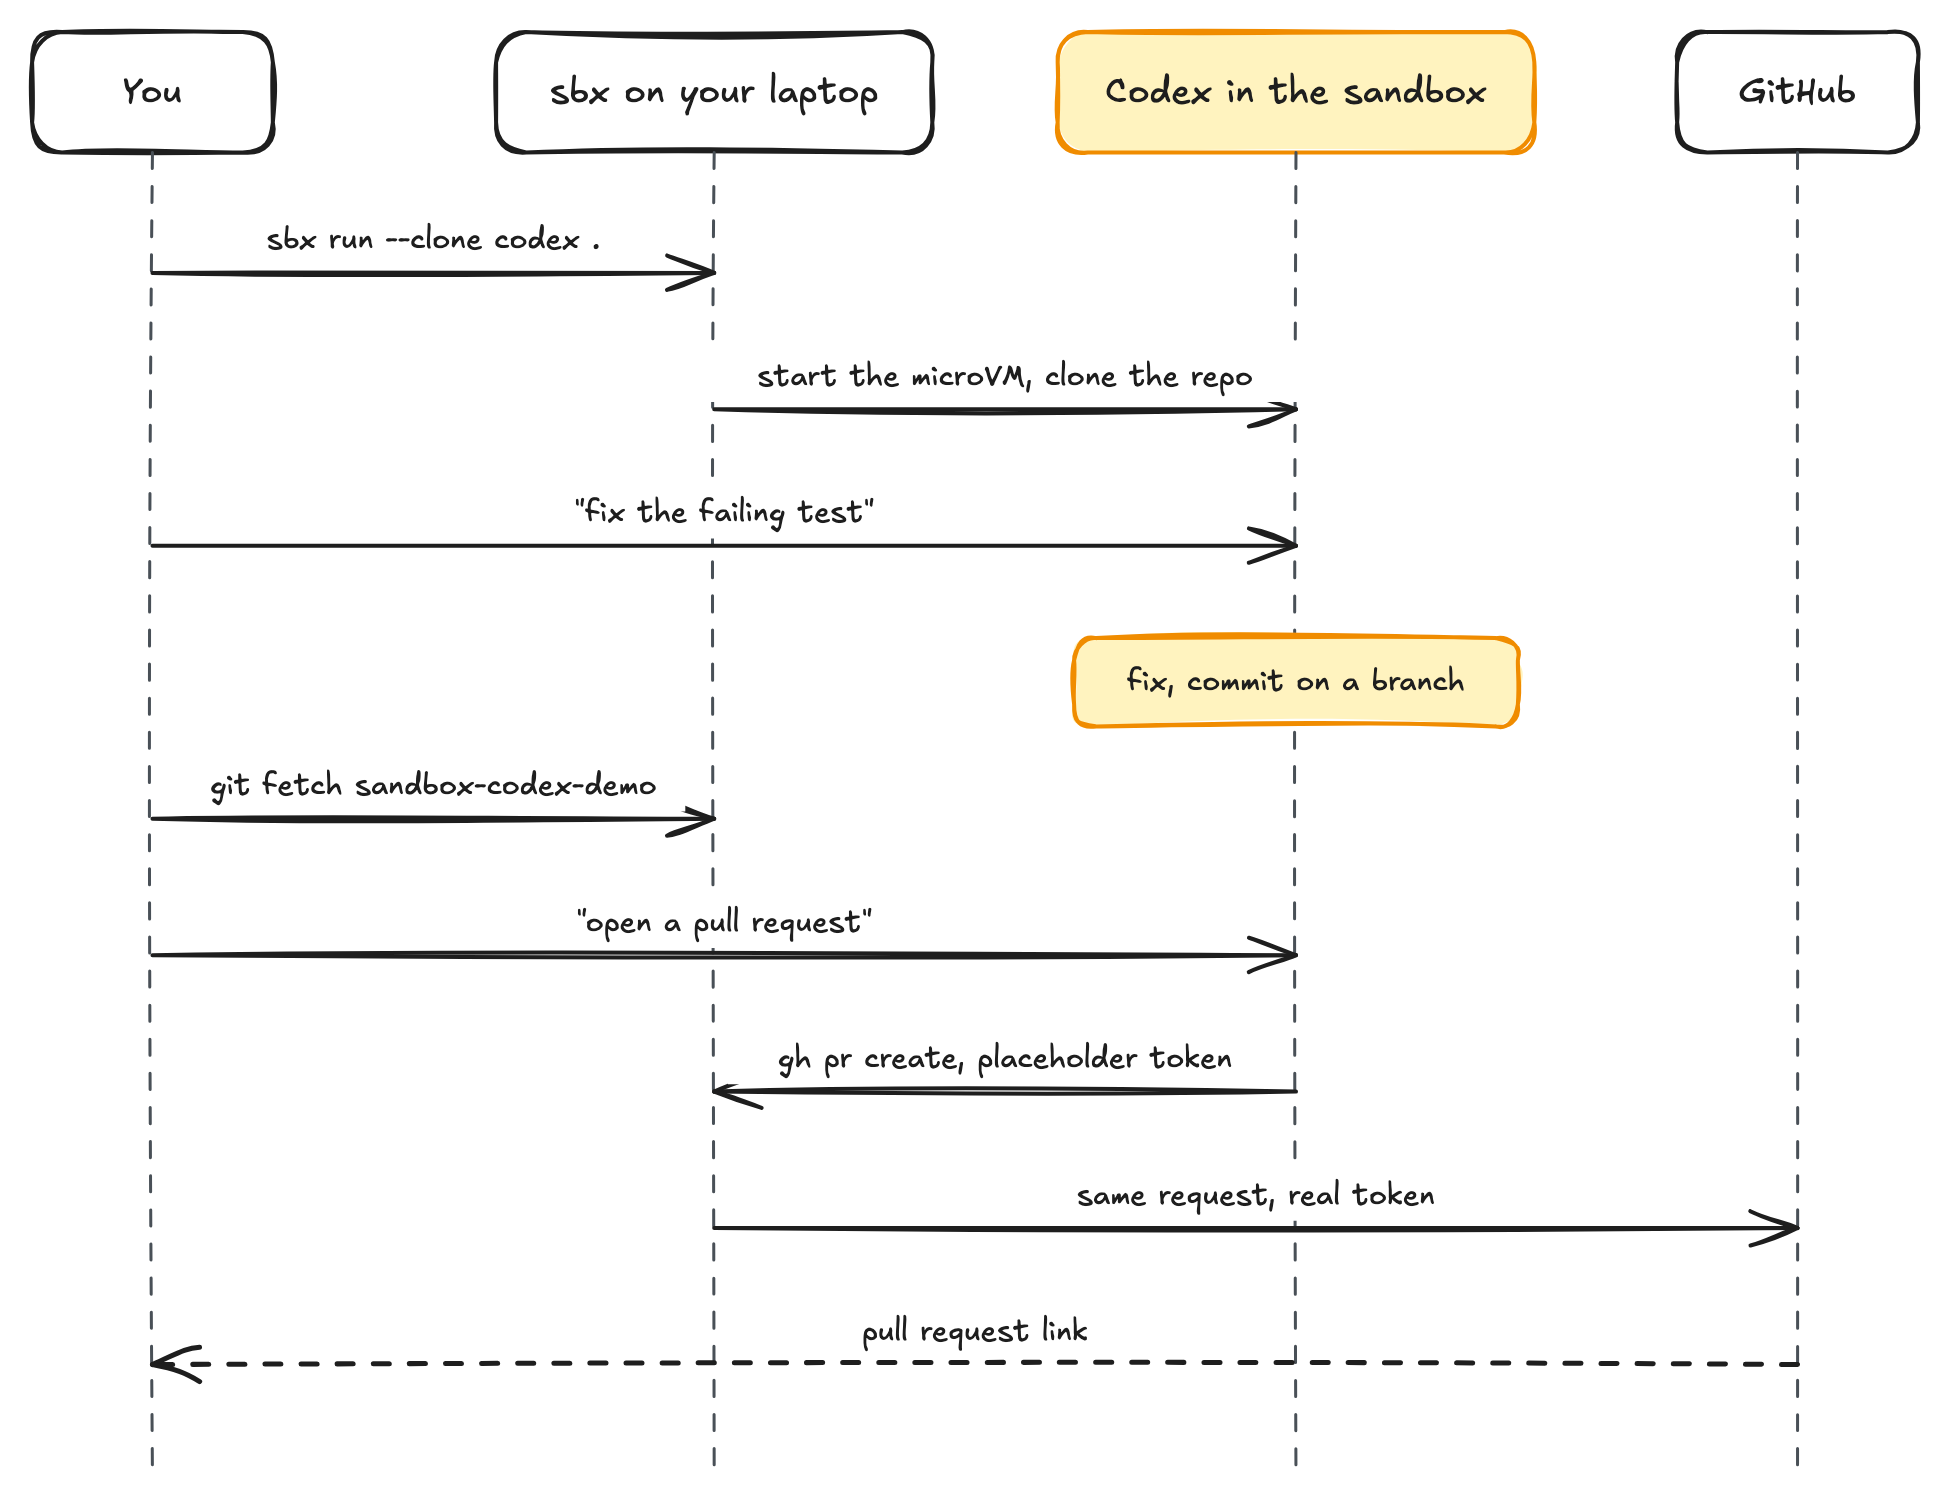 You
sbx on your laptop
Codex in the sandbox
GitHub
sbx run --clone codex .
start the microVM, clone the repo
"fix the failing test"
fix, commit on a branch
git fetch sandbox-codex-demo
"open a pull request"
gh pr create, placeholder token
same request, real token
pull request link